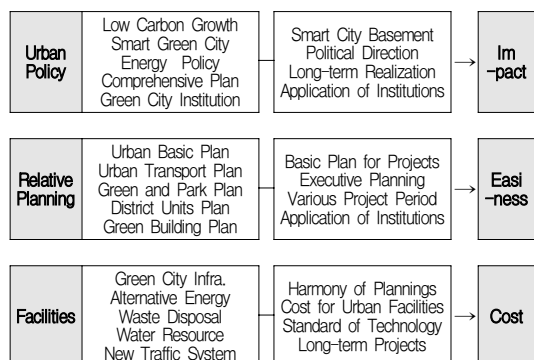 Urban
Policy
Low Carbon Growth
Smart Green City
Energy Policy
Comprehensive Plan
Green City Institution
Smart City Basement
Political Direction
Long-term Realization
Application of Institutions
Im
-pact
Relative
Planning
Urban Basic Plan
Urban Transport Plan
Green and Park Plan
District Units Plan
Green Building Plan
Basic Plan for Projects
Executive Planning
Various Project Period
Application of Institutions
Easi
-ness
Facilities
Green City Infra.
Alternative Energy
Waste Disposal
Water Resource
New Traffic System
Harmony of Plannings
Cost for Urban Facilities
Standard of Technology
Long-term Projects
Cost